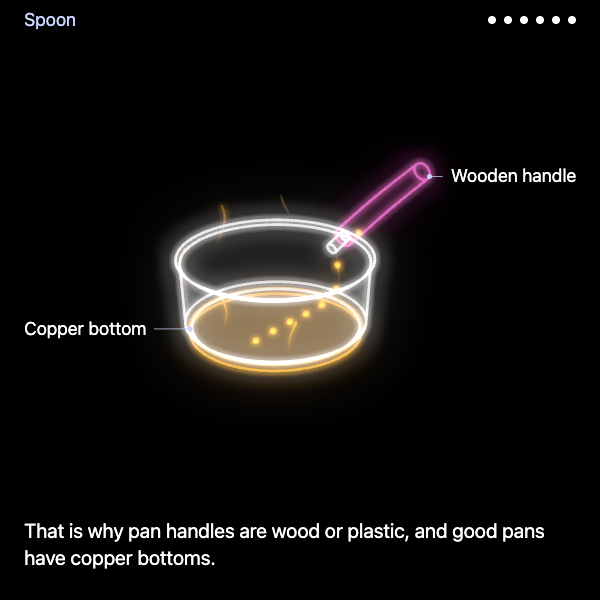 Spoon
Wooden handle
Copper bottom
That is why pan handles are wood or plastic, and good pans
have copper bottoms.